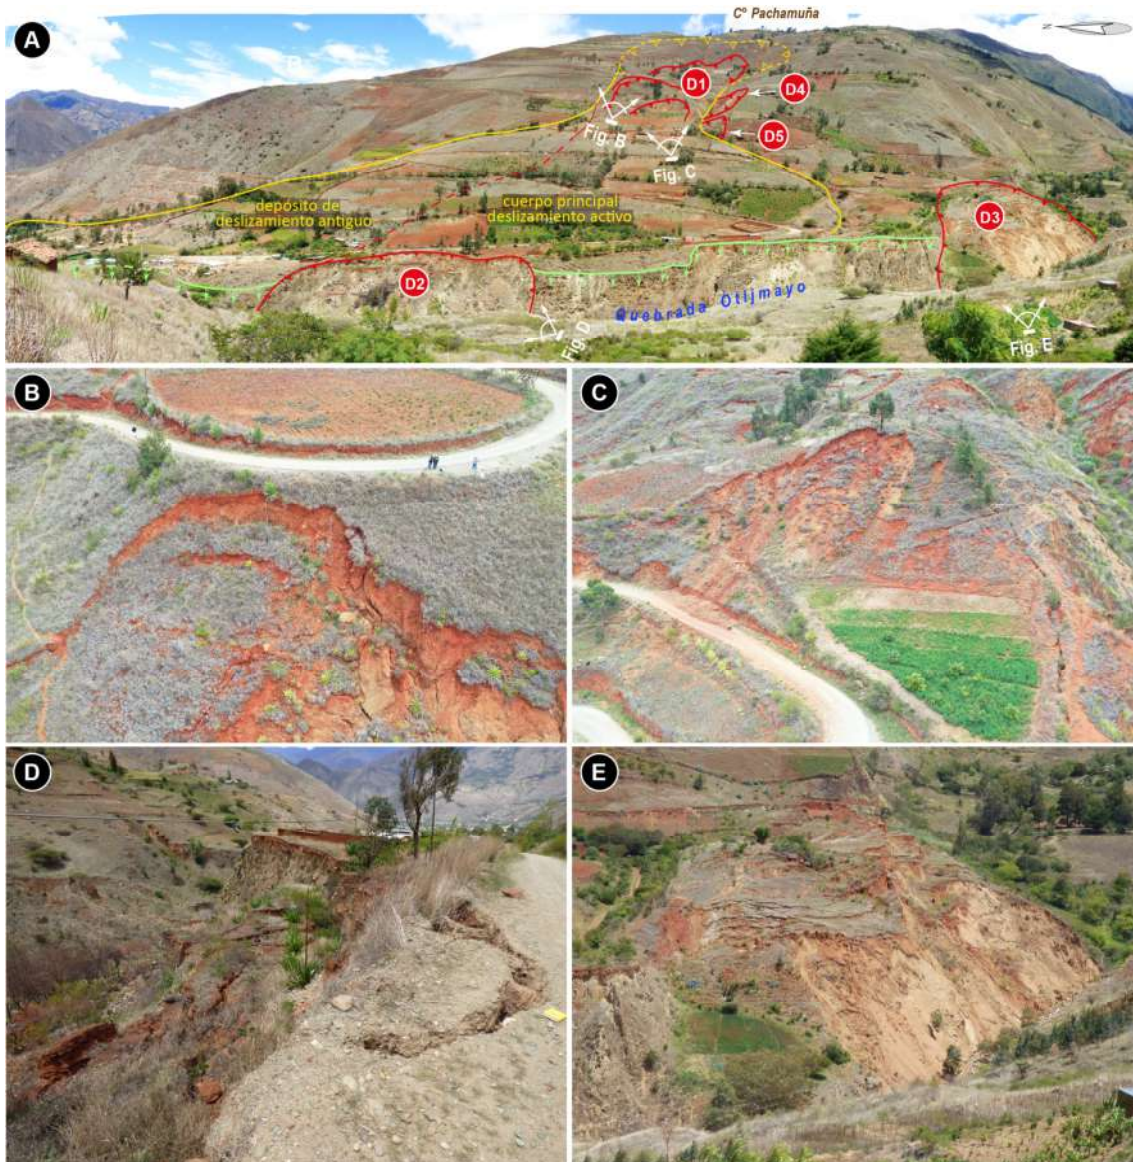 A
Cº Pachamuña
N
D1
D4
Fig. B
D5
Fig. C
depósito de
deslizamiento antiguo
cuerpo principal
deslizamiento activo
D3
D2
Quebrada Otijmayo
Fig. D
Fig. E
B
C
D
E